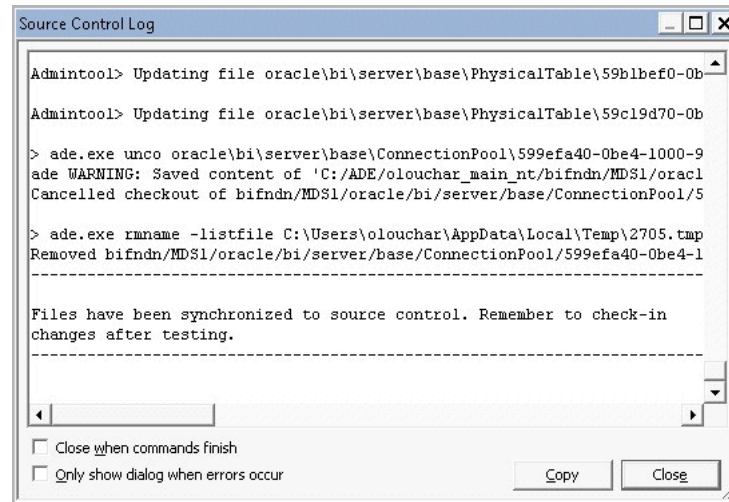 Source Control Log
Admintool> Updating file oracle\bi\server\base\PhysicalTable\59b1bef0-0b
Admintool> Updating file oracle\bi\server\base\PhysicalTable\59c19d70-0b
> ade.exe unco oracle\bi\server\base\ConnectionPool\599efa40-0be4-1000-9
ade WARNING: Saved content of 'C:/ADE/olouchar_main_nt/bifndn/MDS1/oracl
Cancelled checkout of bifndn/MDS1/oracle/bi/server/base/ConnectionPool/5
> ade.exe rmname -listfile C:\Users\olouchar\AppData\Local\Temp\2705.tmp
Removed bifndn/MDS1/oracle/bi/server/base/ConnectionPool/599efa40-0be4-1
------------------------------------------------------------------------
Files have been synchronized to source control. Remember to check-in
changes after testing.
------------------------------------------------------------------------
Close when commands finish
Only show dialog when errors occur
Copy
Close